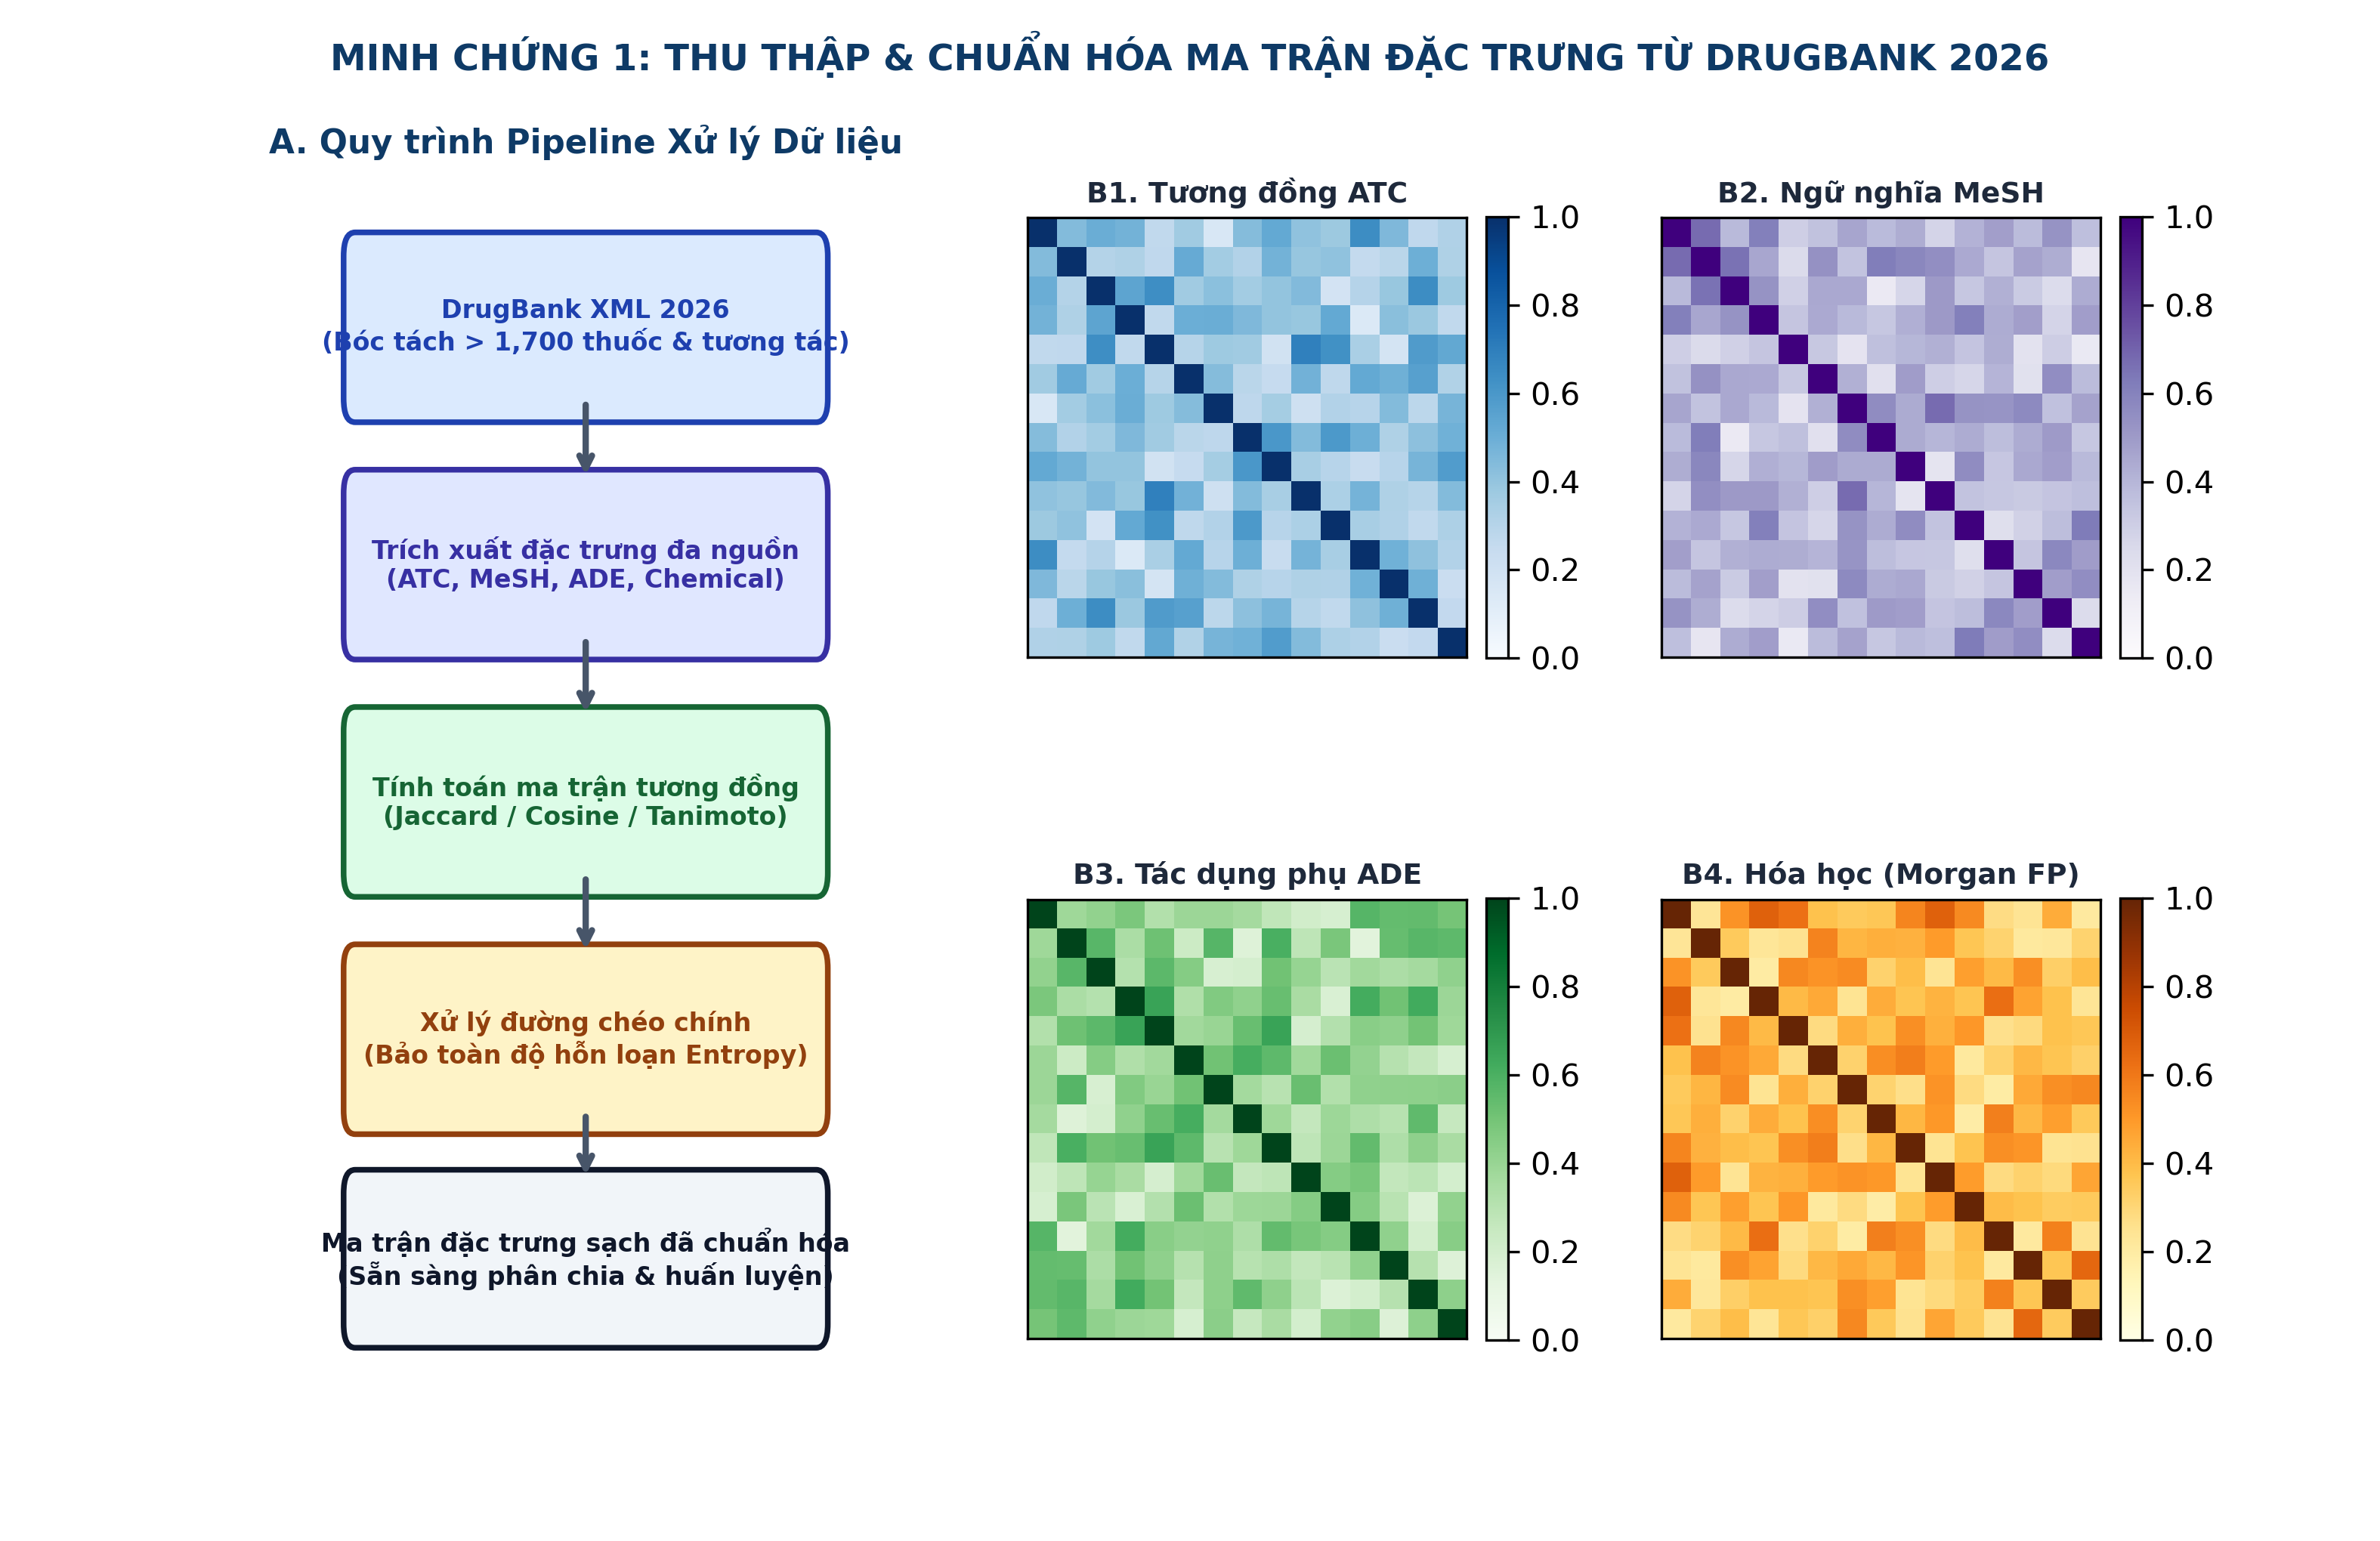 MINH CHỨNG 1: THU THẬP & CHUẨN HÓA MA TRẬN ĐẶC TRƯNG TỪ DRUGBANK 2026
A. Quy trình Pipeline Xử lý Dữ liệu
DrugBank XML 2026
(Bóc tách > 1,700 thuốc & tương tác)
Trích xuất đặc trưng đa nguồn
(ATC, MeSH, ADE, Chemical)
Tính toán ma trận tương đồng
(Jaccard / Cosine / Tanimoto)
Xử lý đường chéo chính
(Bảo toàn độ hỗn loạn Entropy)
Ma trận đặc trưng sạch đã chuẩn hóa
(Sẵn sàng phân chia & huấn luyện)
B1. Tương đồng ATC
1.0
0.8
0.6
0.4
0.2
0.0
B2. Ngữ nghĩa MeSH
1.0
0.8
0.6
0.4
0.2
0.0
B3. Tác dụng phụ ADE
1.0
0.8
0.6
0.4
0.2
0.0
B4. Hóa học (Morgan FP)
1.0
0.8
0.6
0.4
0.2
0.0